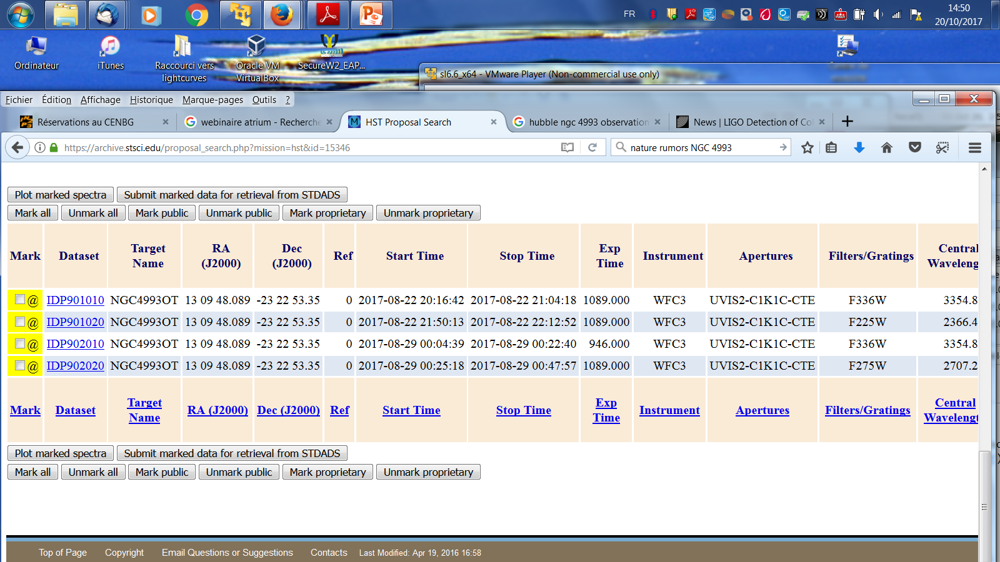 FR
14:50
20/10/2017
Ordinateur
iTunes
Raccourci vers
lightcurves
Oracle VM
VirtualBox
SecureW2_EAP...
sl6.6_x64 - VMware Player (Non-commercial use only)
Fichier Édition Affichage Historique Marque-pages Outils ?
Réservations au CENBG
webinaire atrium - Recherche
HST Proposal Search
hubble ngc 4993 observation
News | LIGO Detection of Co
https://archive.stsci.edu/proposal_search.php?mission=hst&id=15346
nature rumors NGC 4993
Plot marked spectra Submit marked data for retrieval from STDADS
Mark all Unmark all Mark public Unmark public Mark proprietary Unmark proprietary
Mark Dataset Target Name RA (J2000) Dec (J2000) Ref Start Time Stop Time Exp Time Instrument Apertures Filters/Gratings Central Waveleng
@ IDP901010 NGC4993OT 13 09 48.089 -23 22 53.35 0 2017-08-22 20:16:42 2017-08-22 21:04:18 1089.000 WFC3 UVIS2-C1K1C-CTE F336W 3354.8
@ IDP901020 NGC4993OT 13 09 48.089 -23 22 53.35 0 2017-08-22 21:50:13 2017-08-22 22:12:52 1089.000 WFC3 UVIS2-C1K1C-CTE F225W 2366.4
@ IDP902010 NGC4993OT 13 09 48.089 -23 22 53.35 0 2017-08-29 00:04:39 2017-08-29 00:22:40 946.000 WFC3 UVIS2-C1K1C-CTE F336W 3354.8
@ IDP902020 NGC4993OT 13 09 48.089 -23 22 53.35 0 2017-08-29 00:25:18 2017-08-29 00:47:57 1089.000 WFC3 UVIS2-C1K1C-CTE F275W 2707.2
Mark Dataset Target Name RA (J2000) Dec (J2000) Ref Start Time Stop Time Exp Time Instrument Apertures Filters/Gratings Central Wavelengt
Plot marked spectra Submit marked data for retrieval from STDADS
Mark all Unmark all Mark public Unmark public Mark proprietary Unmark proprietary
Top of Page Copyright Email Questions or Suggestions Contacts Last Modified: Apr 19, 2016 16:58